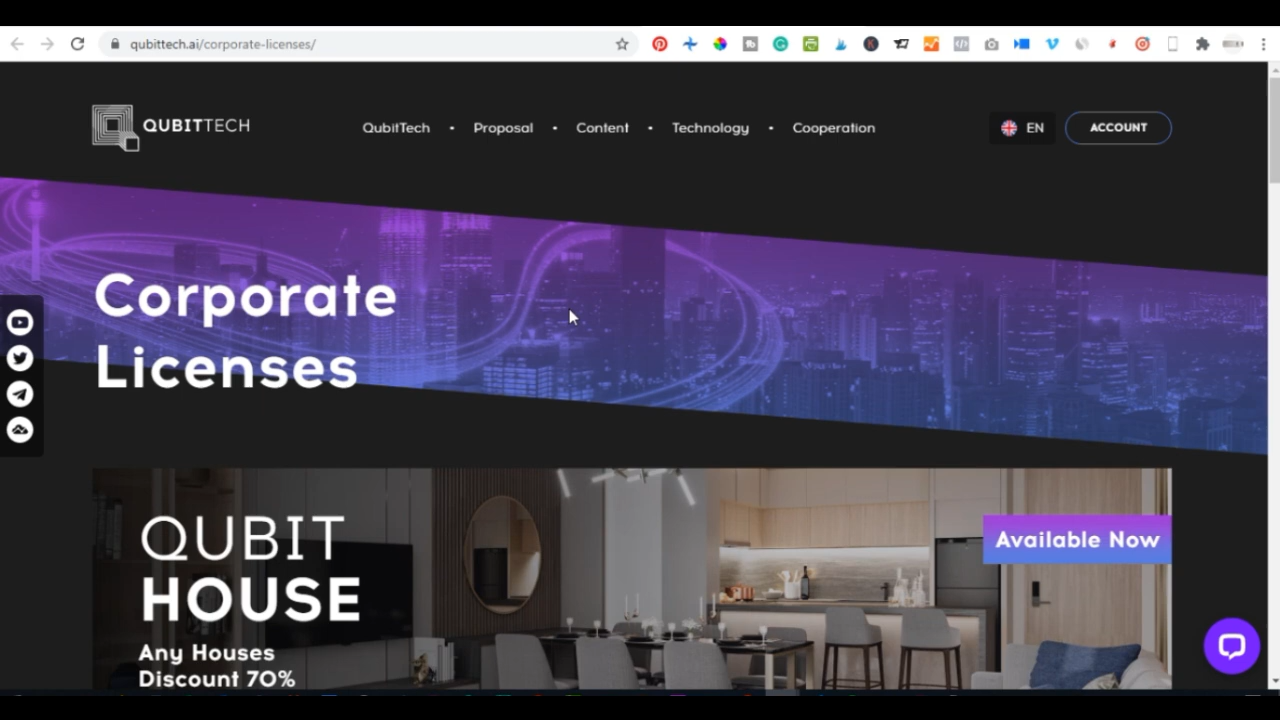 qubittech.ai/corporate-licenses/
QUBITTECH
QubitTech • Proposal • Content • Technology • Cooperation
EN
ACCOUNT
Corporate
Licenses
QUBIT
HOUSE
Available Now
Any Houses
Discount 70%